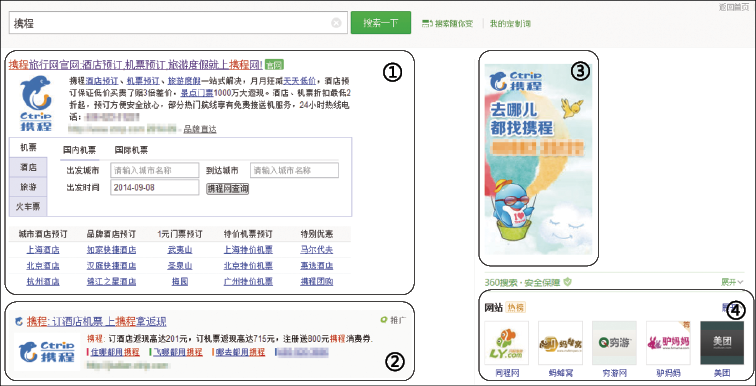 返回首页
携程
搜索一下
搜索随你变 我的定制词
携程旅行网官网:酒店预订,机票预订,旅游度假就上携程网! 官网
①
携程酒店预订、机票预订、旅游度假一站式解决，月月狂减天天低价，酒店预
订保证低价买贵了赔3倍差价，景点门票1000万大返现。酒店、机票折扣最低2
折起，预订方便安全放心，部分热门航线享有免费接送机服务，24小时热线电
话:
- 品牌直达
携程
机票
酒店
旅游
火车票
国内机票 国际机票
出发城市 请输入城市名称 到达城市 请输入城市名称
出发时间 2014-09-08 携程网查询
城市酒店预订 品牌酒店预订 1元门票预订 特价机票预订 特别优惠
上海酒店 如家快捷酒店 武夷山 上海特价机票 马尔代夫
北京酒店 汉庭快捷酒店 圣泉山 北京特价机票 惠选酒店
杭州酒店 锦江之星酒店 梅园 广州特价机票 携程团购
携程: 订酒店机票 上携程拿返现 推广
携程: 订酒店返现高达201元，订机票返现高达715元，注册送800元携程消费券.
住哪都用携程 飞哪都用携程 哪去都用携程
携程
②
③
Ctrip
携程
去哪儿
都找携程
360搜索·安全保障 展开
网站 热榜
④
LY.com 蚂蜂窝 穷游 驴妈妈 荐 美团
同程网 蚂蜂窝 穷游网 驴妈妈 美团